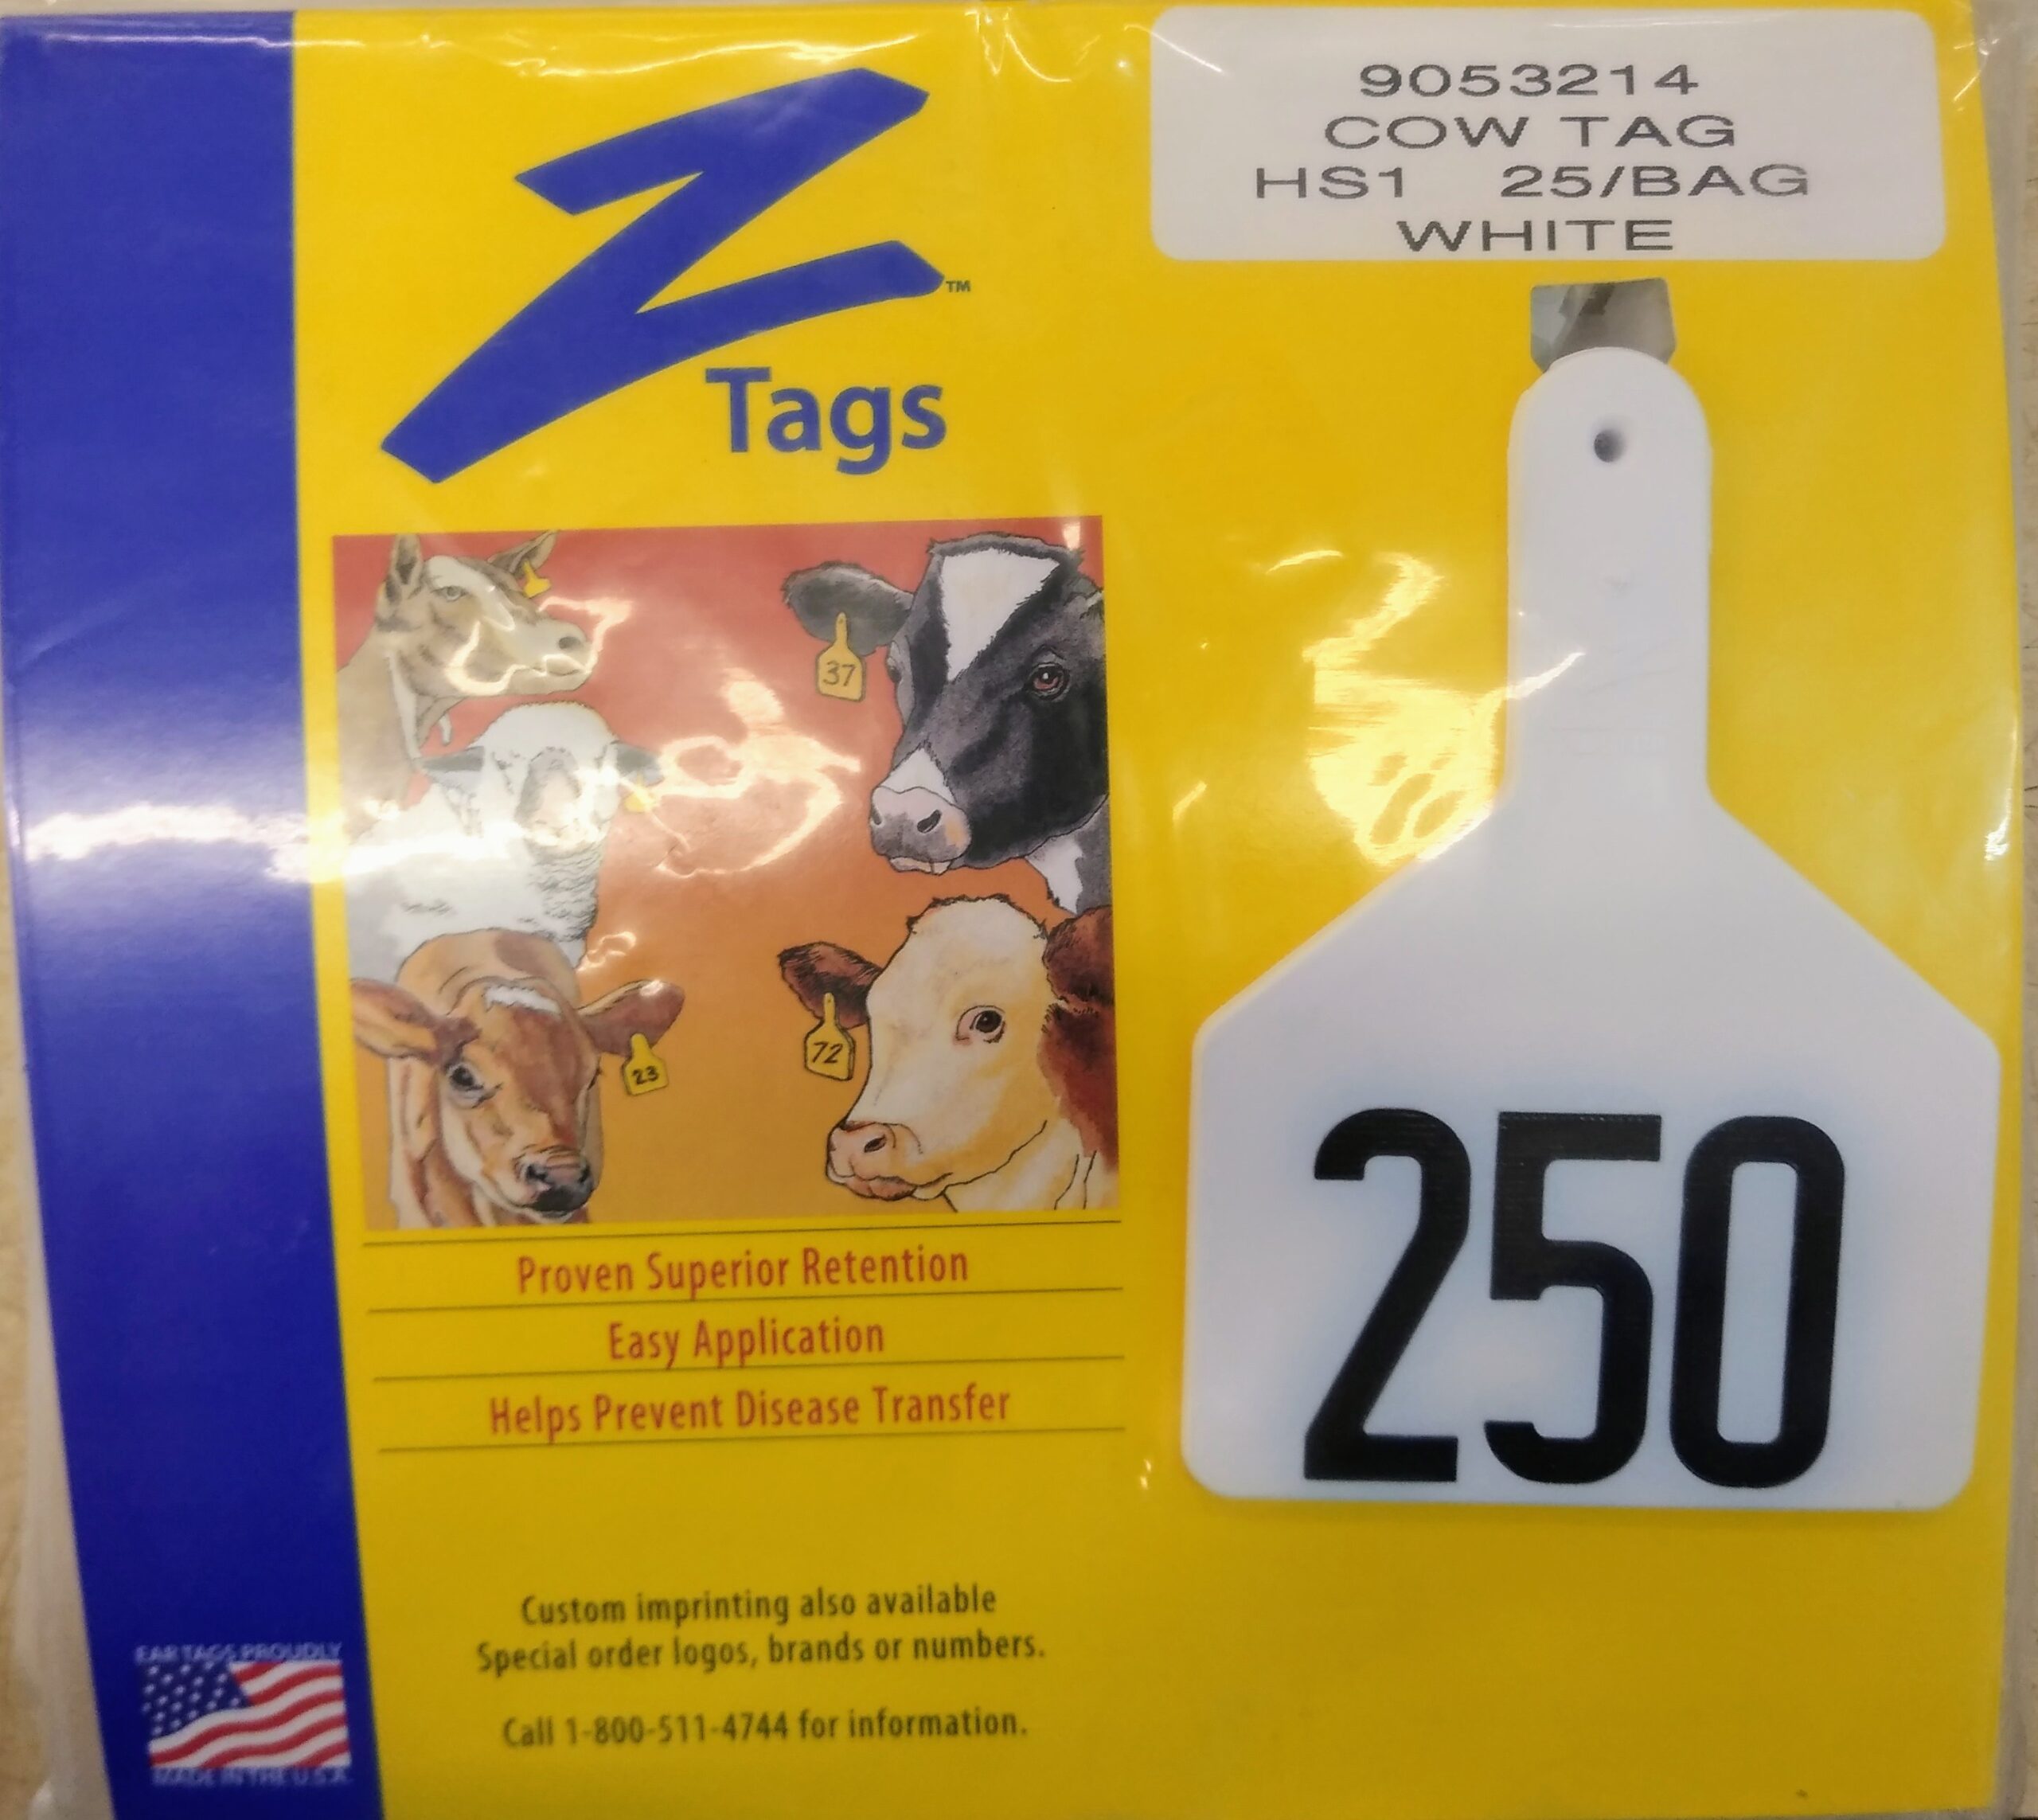 Z™
Tags
9053214
COW TAG
HS1 25/BAG
WHITE
37
72
23
Proven Superior Retention
Easy Application
Helps Prevent Disease Transfer
250
Custom imprinting also available
Special order logos, brands or numbers.
Call 1-800-511-4744 for information.
EAR TAGS PROUDLY
MADE IN THE U.S.A.